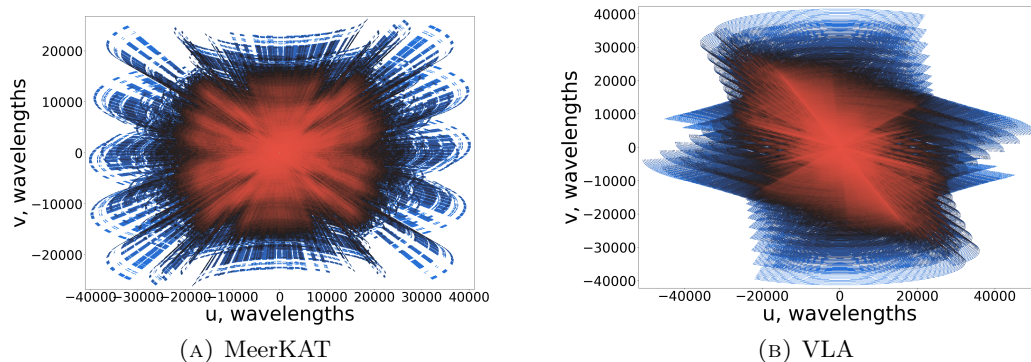 20000
10000
0
−10000
−20000
v, wavelengths
−40000−30000−20000−10000 0 10000 20000 30000 40000
u, wavelengths
(A) MeerKAT
40000
30000
20000
10000
0
−10000
−20000
−30000
−40000
v, wavelengths
−40000 −20000 0 20000 40000
u, wavelengths
(B) VLA